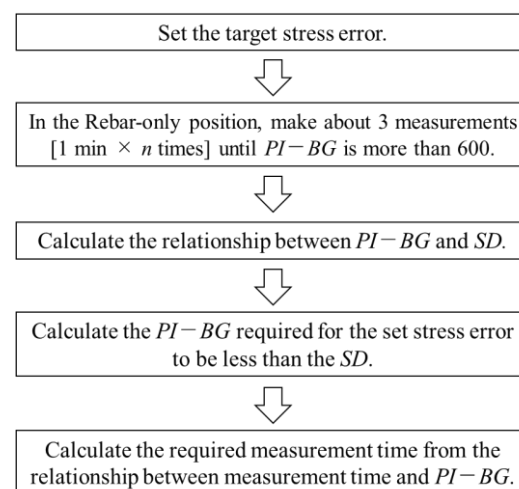 Set the target stress error.
In the Rebar-only position, make about 3 measurements
[1 min × n times] until PI−BG is more than 600.
Calculate the relationship between PI−BG and SD.
Calculate the PI−BG required for the set stress error
to be less than the SD.
Calculate the required measurement time from the
relationship between measurement time and PI−BG.